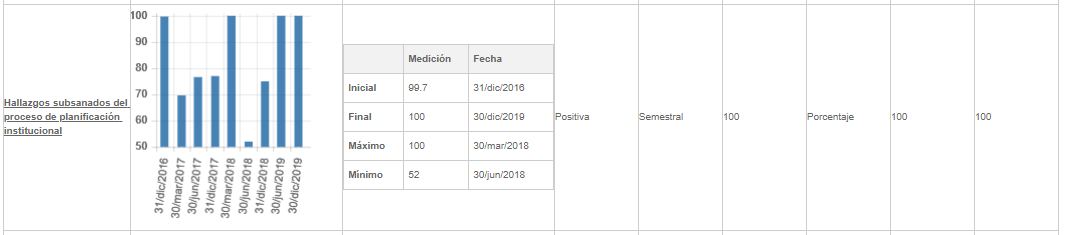 Hallazgos subsanados del
proceso de planificación
institucional
100
90
80
70
60
50
31/dic/2016
30/mar/2017
30/jun/2017
31/dic/2017
30/mar/2018
30/jun/2018
31/dic/2018
30/jun/2019
30/dic/2019
Medición Fecha
Inicial 99.7 31/dic/2016
Final 100 30/dic/2019
Máximo 100 30/mar/2018
Mínimo 52 30/jun/2018
Positiva Semestral 100 Porcentaje 100 100